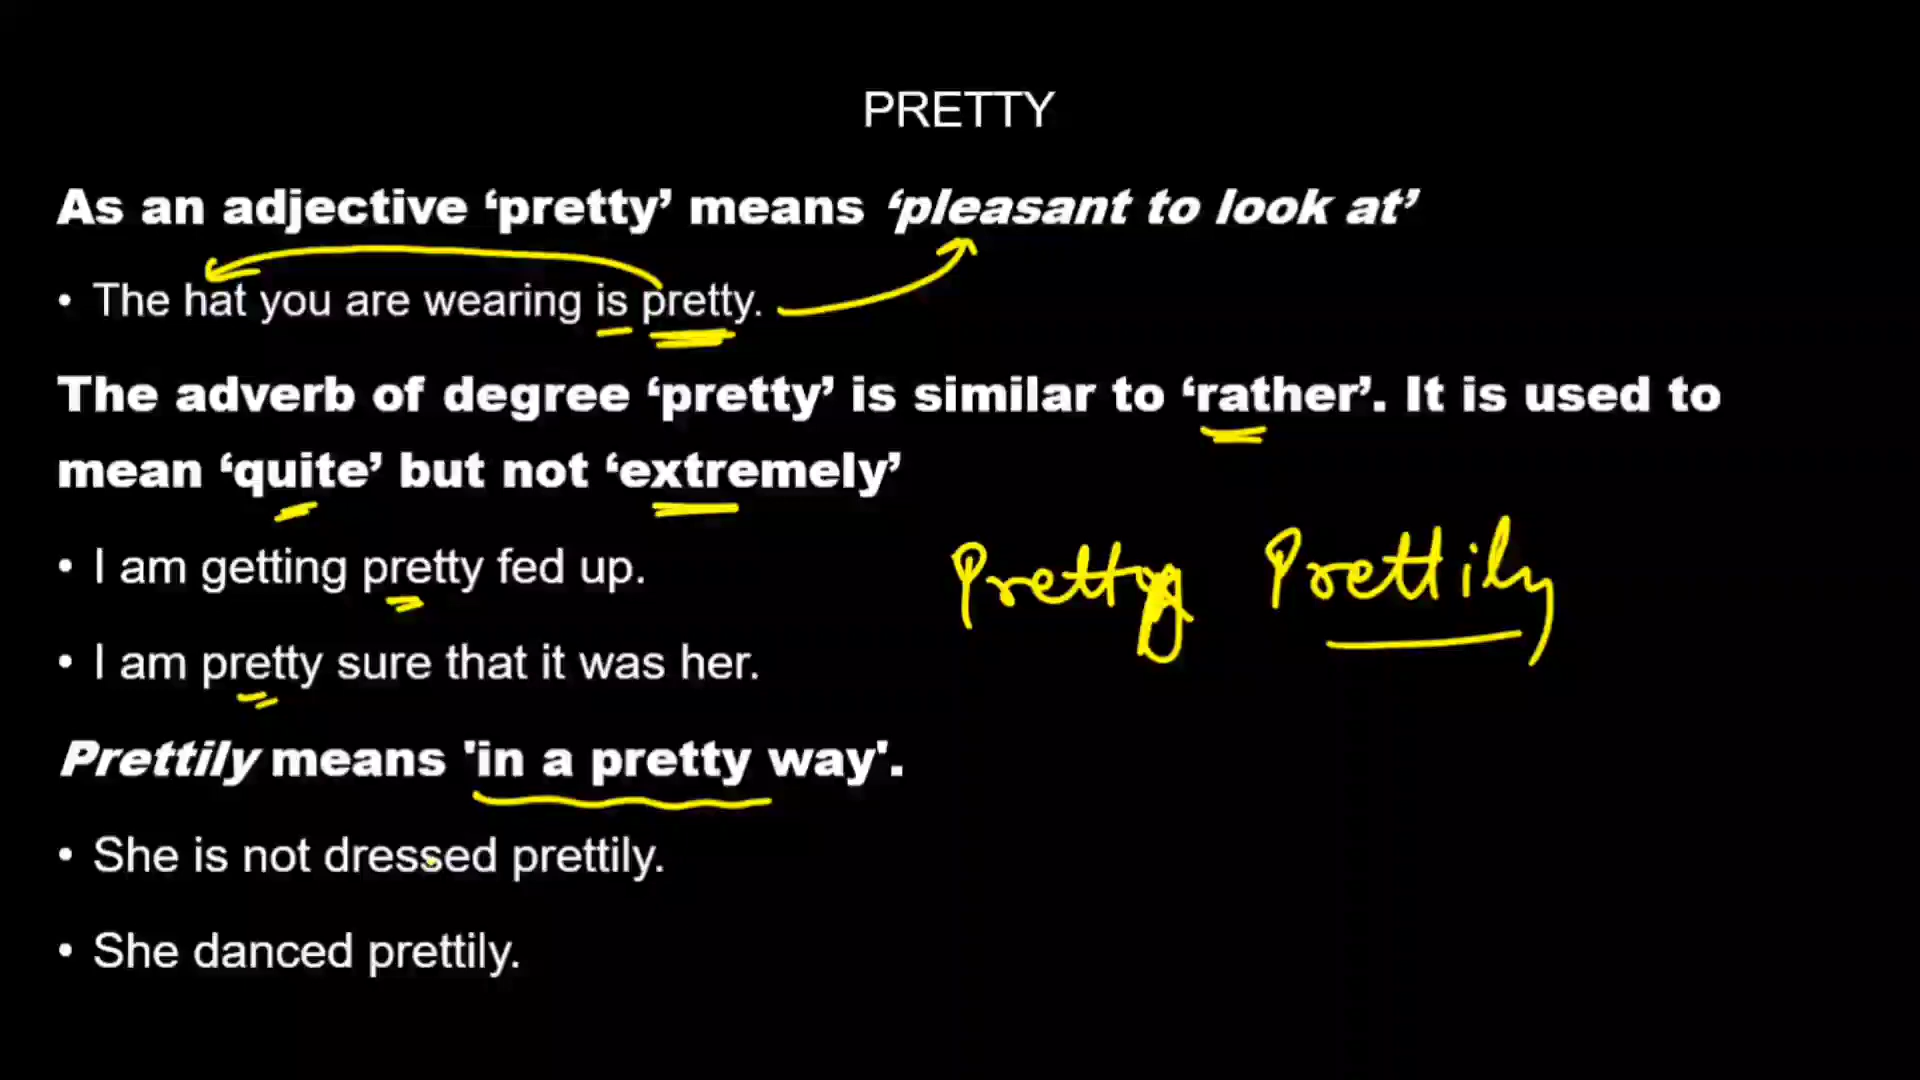 PRETTY
As an adjective ‘pretty’ means ‘pleasant to look at’
• The hat you are wearing is pretty.
The adverb of degree ‘pretty’ is similar to ‘rather’. It is used to
mean ‘quite’ but not ‘extremely’
• I am getting pretty fed up.
Pretty Prettily
• I am pretty sure that it was her.
Prettily means 'in a pretty way'.
• She is not dressed prettily.
• She danced prettily.